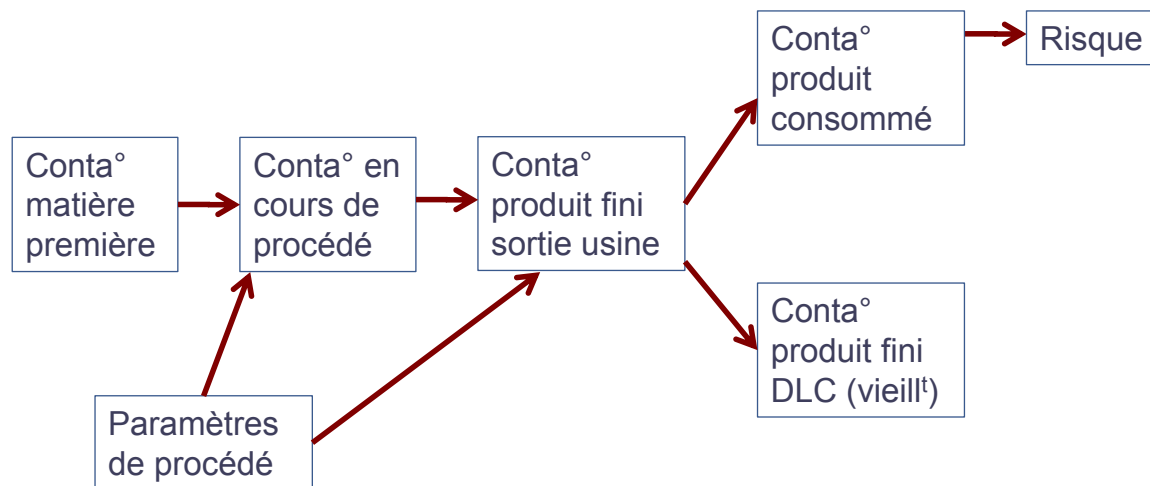 Conta°
matière
première
Conta° en
cours de
procédé
Conta°
produit fini
sortie usine
Conta°
produit
consommé
Risque
Conta°
produit fini
DLC (vieillᵗ)
Paramètres
de procédé